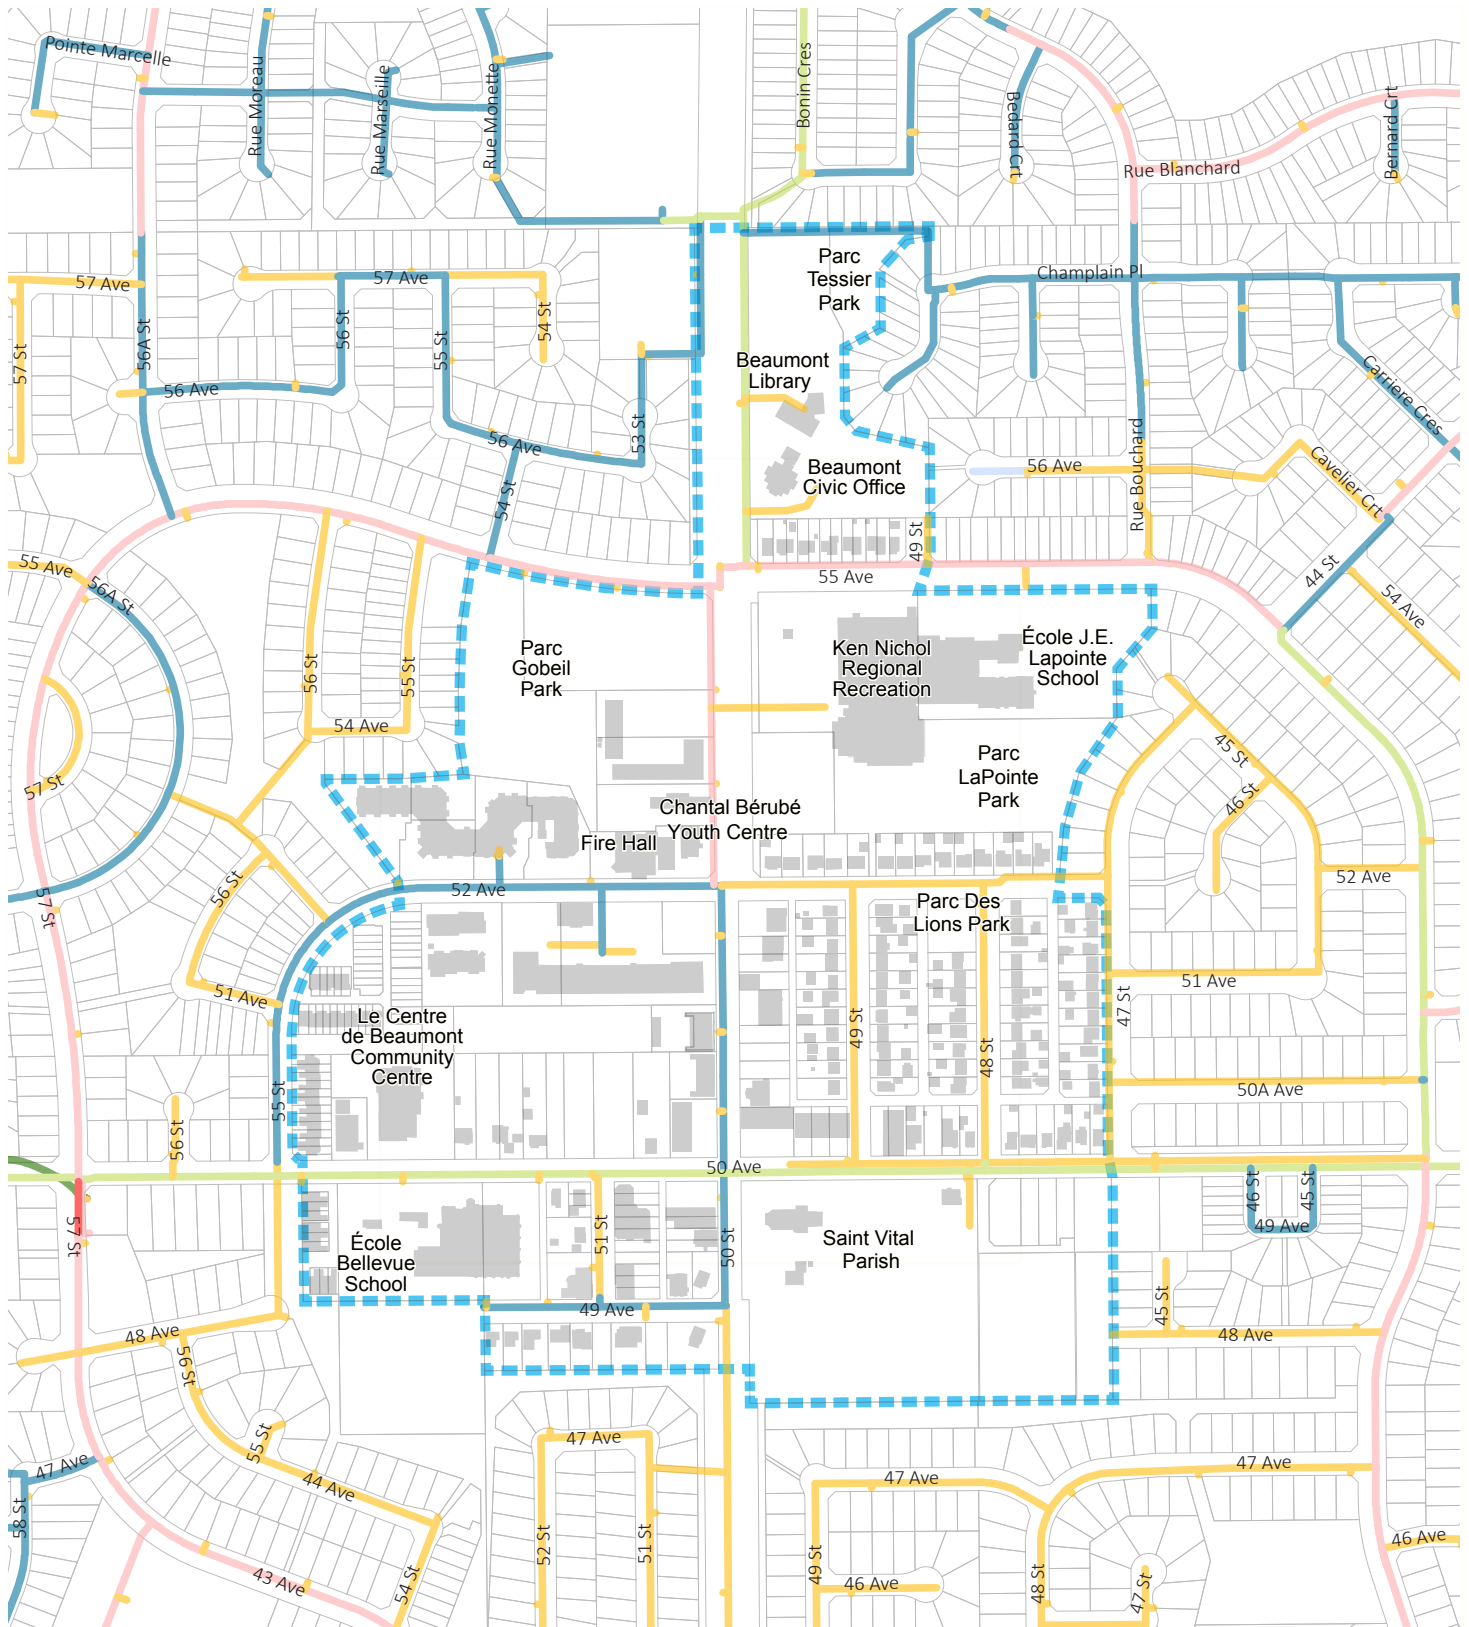 Pointe Marcelle
Rue Moreau
Rue Marseille
Rue Monette
Bonin Cres
Bedard Crt
Rue Blanchard
Bernard Crt
57 Ave
57 St
56A St
56 Ave
57 Ave
56 St
55 St
54 St
56 Ave
53 St
54 St
Parc
Tessier
Park
Champlain Pl
Beaumont
Library
Carriere Cres
Beaumont
Civic Office
56 Ave
Rue Bouchard
Cavelier Crt
49 St
55 Ave
44 St
54 Ave
55 Ave
56A St
56 St
55 St
54 Ave
57 St
Parc
Gobeil
Park
Ken Nichol
Regional
Recreation
École J.E.
Lapointe
School
Parc
LaPointe
Park
45 St
46 St
Chantal Bérubé
Youth Centre
Fire Hall
52 Ave
52 Ave
57 St
56 St
51 Ave
Parc Des
Lions Park
51 Ave
47 St
49 St
48 St
Le Centre
de Beaumont
Community
Centre
55 St
56 St
50A Ave
50 Ave
57 St
École
Bellevue
School
51 St
50 St
Saint Vital
Parish
46 St
45 St
49 Ave
49 Ave
45 St
48 Ave
48 Ave
56 St
55 St
44 Ave
47 Ave
58 St
43 Ave
54 St
47 Ave
52 St
51 St
47 Ave
49 St
46 Ave
47 Ave
48 St
47 St
46 Ave